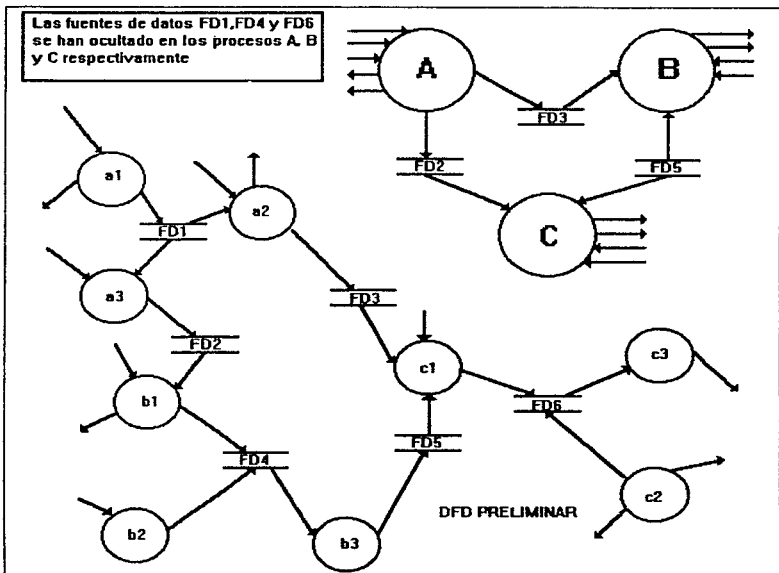 Las fuentes de datos FD1,FD4 y FD6
se han ocultado en los procesos A, B
y C respectivamente
A
B
FD3
FD2
FD5
C
a1
a2
FD1
a3
FD3
FD2
c1
c3
b1
FD6
FD5
FD4
c2
DFD PRELIMINAR
b2
b3